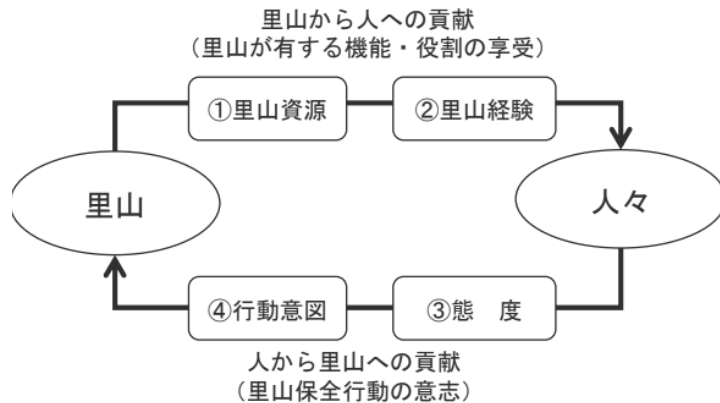 里山から人への貢献
（里山が有する機能・役割の享受）
①里山資源
②里山経験
里山
人々
④行動意図
③態　度
人から里山への貢献
（里山保全行動の意志）